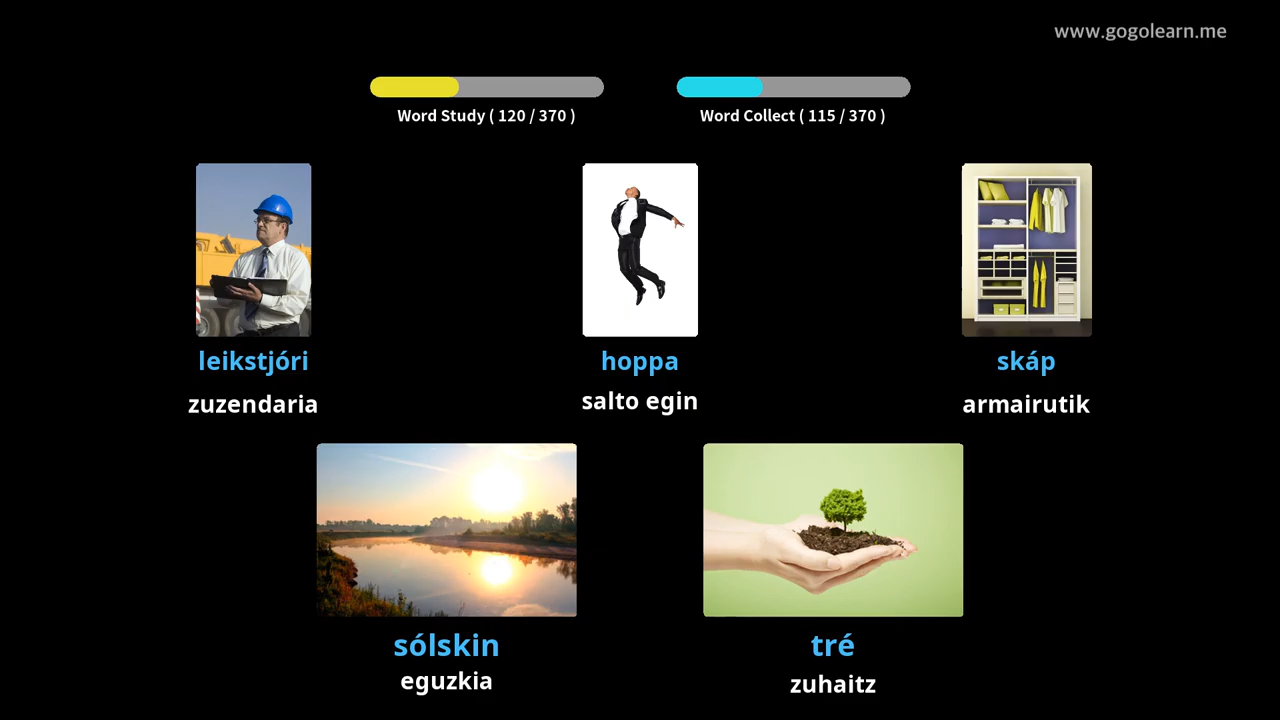 www.gogolearn.me
Word Study ( 120 / 370 )
Word Collect ( 115 / 370 )
leikstjóri
hoppa
skáp
zuzendaria
salto egin
armairutik
sólskin
tré
eguzkia
zuhaitz